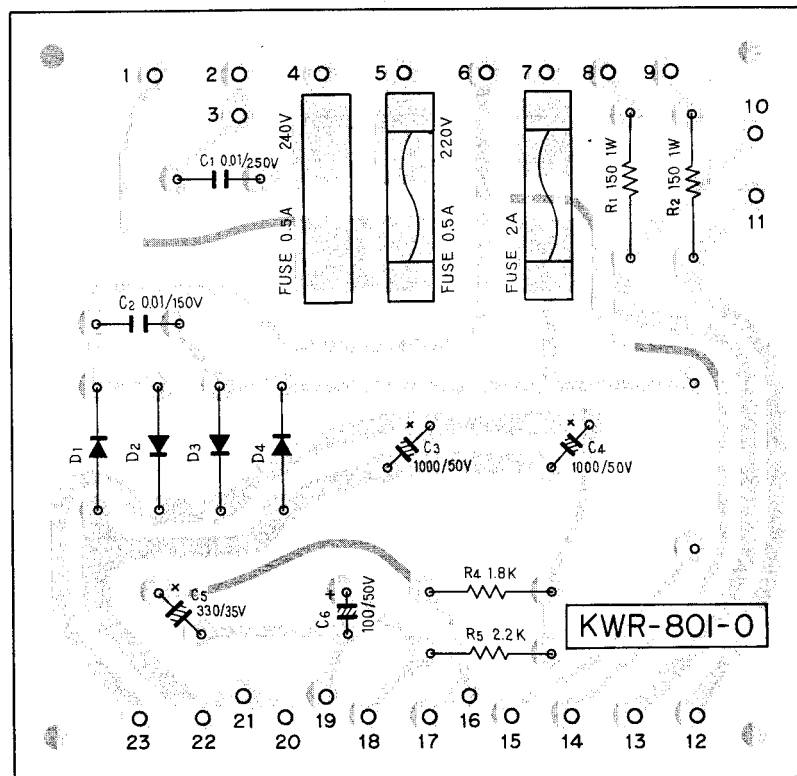 1 2 4 5 6 7 8 9
3
10
240V
220V
C1 0.01/250V
R1 150 1W
R2 150 1W
11
FUSE 0.5A
FUSE 0.5A
FUSE 2A
C2 0.01/150V
D1 D2 D3 D4
C3
1000/50V
C4
1000/50V
C5
330/35V
+
C6
100/50V
R4 1.8K
R5 2.2K
KWR-801-0
21 19 16
23 22 20 18 17 15 14 13 12